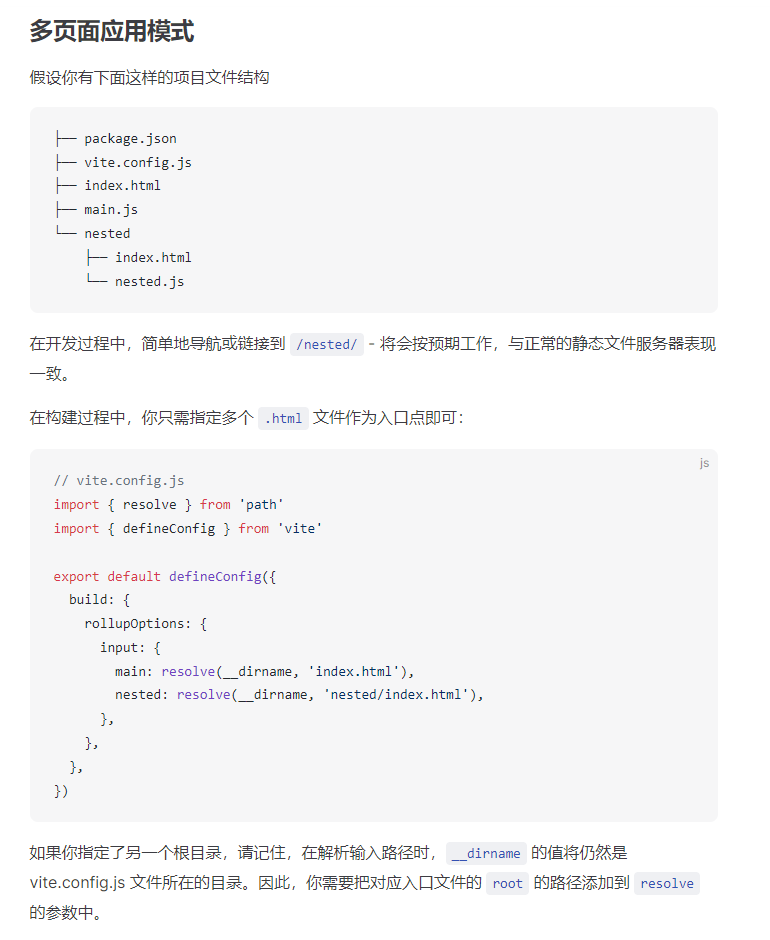 多页面应用模式
假设你有下面这样的项目文件结构
├── package.json
├── vite.config.js
├── index.html
├── main.js
└── nested
    ├── index.html
    └── nested.js
在开发过程中，简单地导航或链接到 /nested/ - 将会按预期工作，与正常的静态文件服务器表现
一致。
在构建过程中，你只需指定多个 .html 文件作为入口点即可：
js
// vite.config.js
import { resolve } from 'path'
import { defineConfig } from 'vite'

export default defineConfig({
  build: {
    rollupOptions: {
      input: {
        main: resolve(__dirname, 'index.html'),
        nested: resolve(__dirname, 'nested/index.html'),
      },
    },
  },
})
如果你指定了另一个根目录，请记住，在解析输入路径时，__dirname 的值将仍然是
vite.config.js 文件所在的目录。因此，你需要把对应入口文件的 root 的路径添加到 resolve
的参数中。